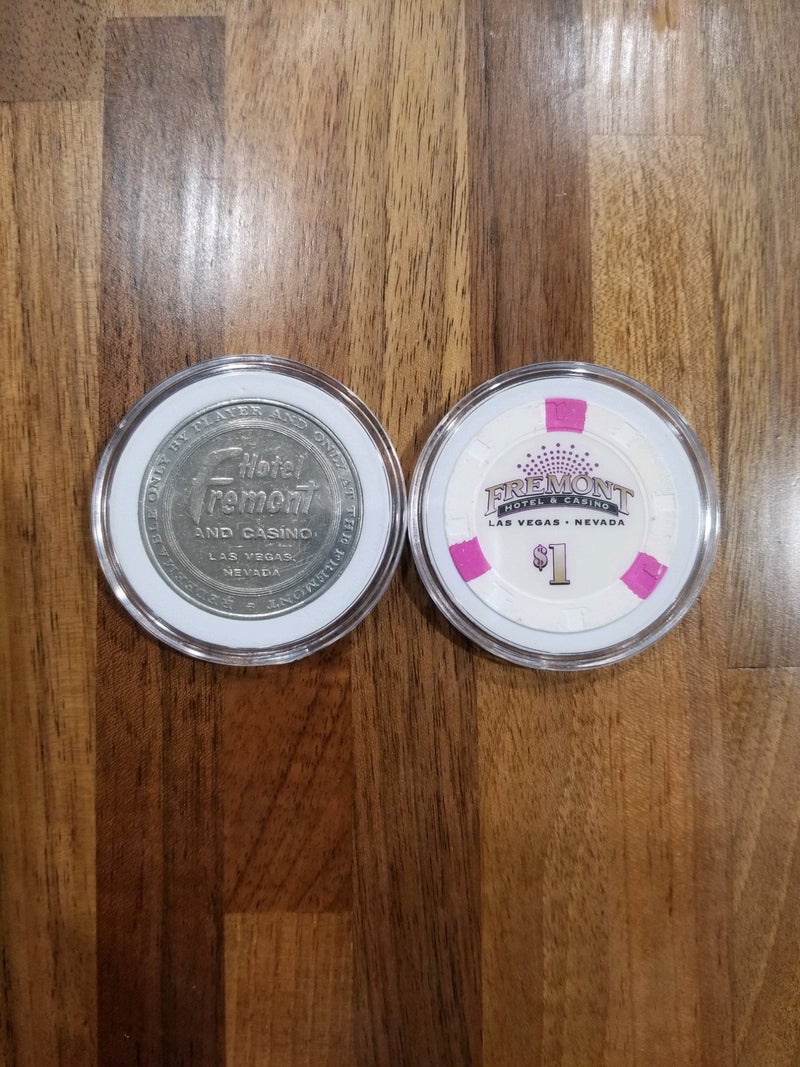 REDEEMABLE ONLY BY PLAYER AND ONLY AT THE FREMONT
Hotel
Fremont
AND CASINO
LAS VEGAS,
NEVADA
FREMONT
HOTEL & CASINO
LAS VEGAS • NEVADA
$1